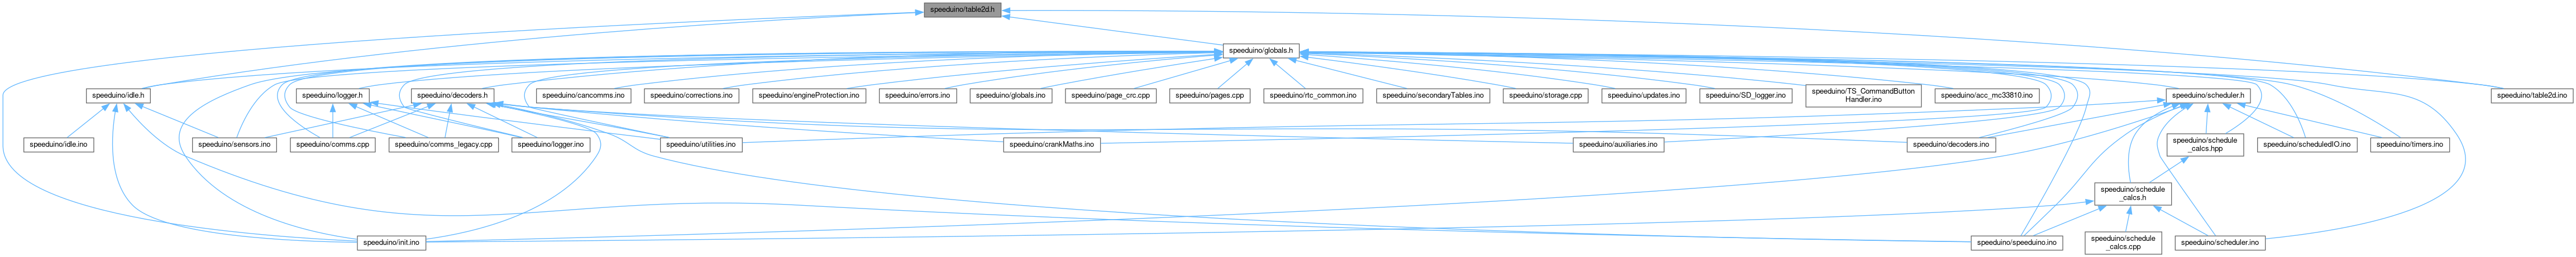 speeduino/table2d.h
speeduino/globals.h
speeduino/idle.h
speeduino/logger.h
speeduino/decoders.h
speeduino/cancomms.ino
speeduino/corrections.ino
speeduino/engineProtection.ino
speeduino/errors.ino
speeduino/globals.ino
speeduino/page_crc.cpp
speeduino/pages.cpp
speeduino/rtc_common.ino
speeduino/secondaryTables.ino
speeduino/storage.cpp
speeduino/updates.ino
speeduino/SD_logger.ino
speeduino/TS_CommandButton
Handler.ino
speeduino/acc_mc33810.ino
speeduino/scheduler.h
speeduino/table2d.ino
speeduino/idle.ino
speeduino/sensors.ino
speeduino/comms.cpp
speeduino/comms_legacy.cpp
speeduino/logger.ino
speeduino/utilities.ino
speeduino/crankMaths.ino
speeduino/auxiliaries.ino
speeduino/decoders.ino
speeduino/schedule
_calcs.hpp
speeduino/scheduledIO.ino
speeduino/timers.ino
speeduino/schedule
_calcs.h
speeduino/init.ino
speeduino/speeduino.ino
speeduino/schedule
_calcs.cpp
speeduino/scheduler.ino